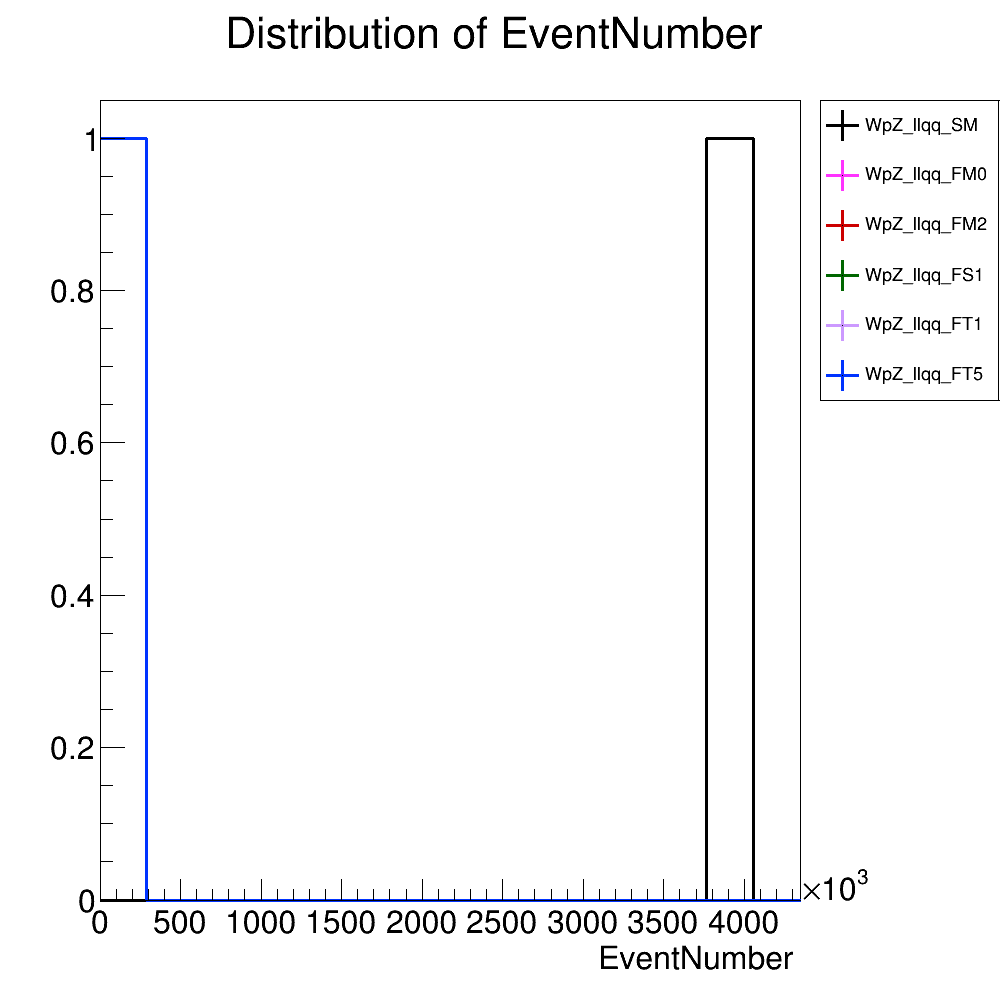 Distribution of EventNumber
1
0.8
0.6
0.4
0.2
0
0 500 1000 1500 2000 2500 3000 3500 4000
×10³
EventNumber
WpZ_llqq_SM
WpZ_llqq_FM0
WpZ_llqq_FM2
WpZ_llqq_FS1
WpZ_llqq_FT1
WpZ_llqq_FT5